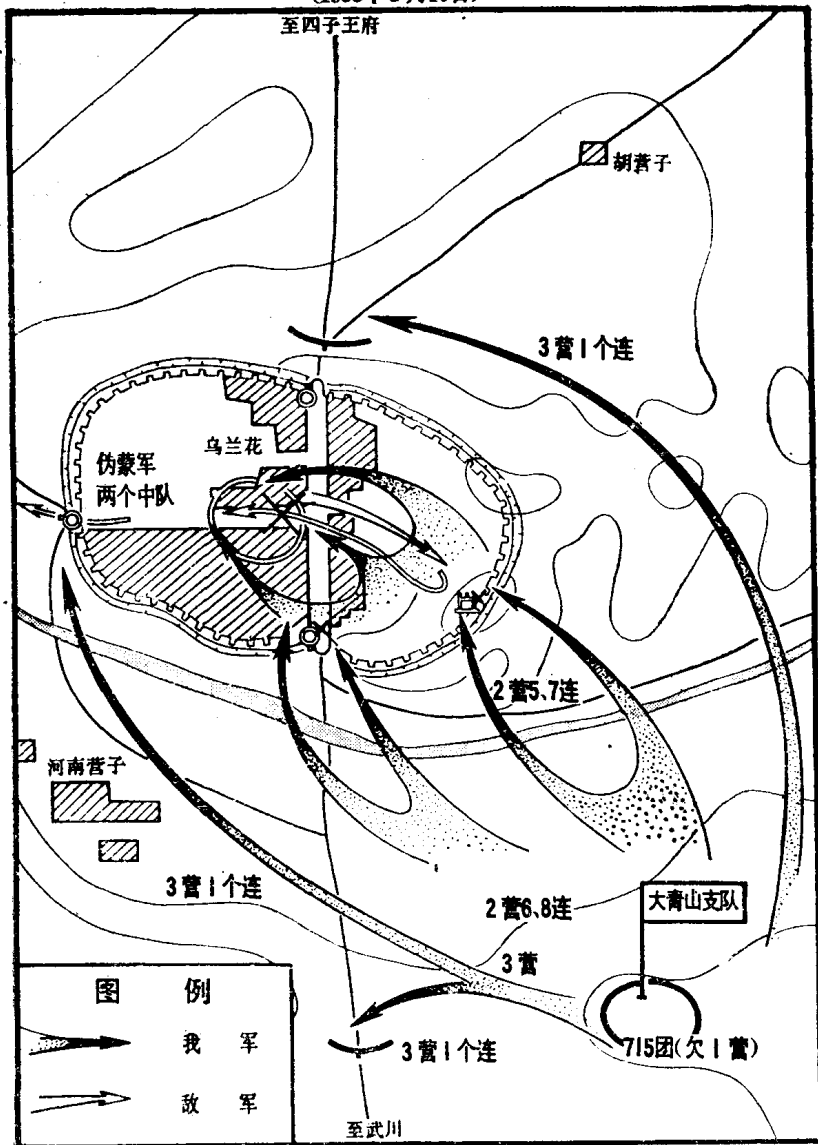 至四子王府
胡营子
3营1个连
乌兰花
伪蒙军
两个中队
2营5、7连
河南营子
3营1个连
2营6、8连
大青山支队
3营
3营1个连
715团(欠1营)
图 例
我 军
敌 军
至武川